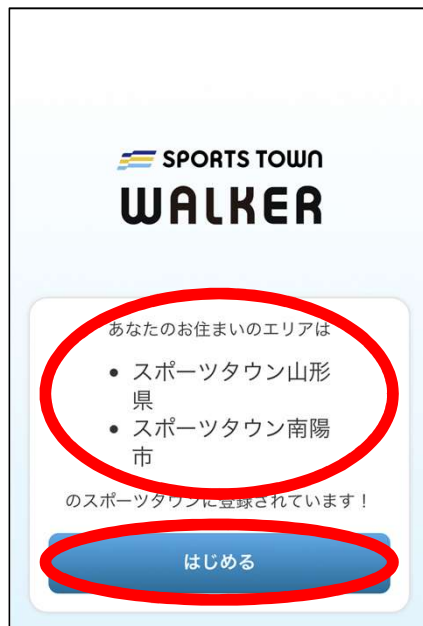 SPORTS TOWN
WALKER
あなたのお住まいのエリアは
• スポーツタウン山形
県
• スポーツタウン南陽
市
のスポーツタウンに登録されています！
はじめる